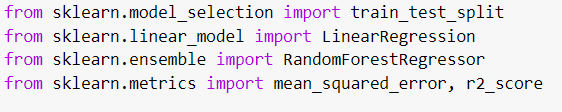 from sklearn.model_selection import train_test_split
from sklearn.linear_model import LinearRegression
from sklearn.ensemble import RandomForestRegressor
from sklearn.metrics import mean_squared_error, r2_score